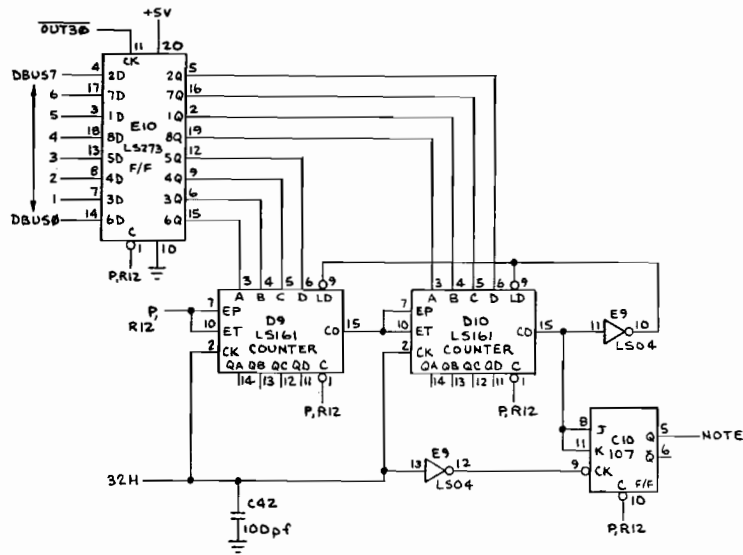 +5V
OUT3Ø
11 20
CK
DBUS7 4 2D 2Q 5
6 17 7D 7Q 16
5 3 1D 1Q 2
E10
4 18 8D 8Q 19
LS273
3 13 5D 5Q 12
F/F
2 8 4D 4Q 9
1 7 3D 3Q 6
DBUSØ 14 6D 6Q 15
C
1 10
P,R12
3 4 5 6 9 3 4 5 6 9
A B C D LD A B C D LD
P, R12 7 EP 7 EP
10 ET D9 CO 15 10 ET D10 CO 15 11 E9 10
LS161 LS161 LS04
2 CK COUNTER 2 CK COUNTER
QA QB QC QD C QA QB QC QD C
14 13 12 11 1 14 13 12 11 1
P,R12 P,R12
8 J Q 5 NOTE
11 K C10 Q̅ 6
107
E9
32H 13 12 9 CK
LS04
C F/F
10
C42
100pf
P,R12